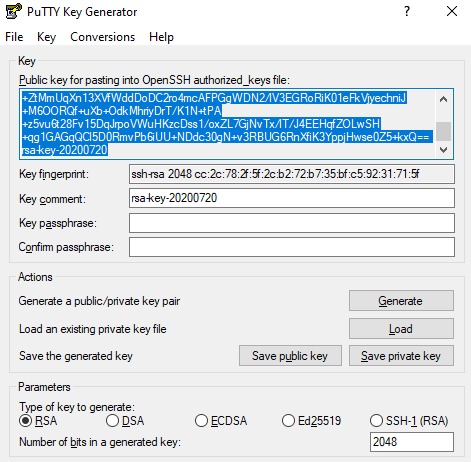 PuTTY Key Generator
File Key Conversions Help
Key
Public key for pasting into OpenSSH authorized_keys file:
+ZtMmUqXn13XVfWddDoDC2ro4mcAFPGgWDN2/IV3EGRoRiK01eFkVjyechniJ
+M6OORQf+uXb+OdkMhriyDrT/K1N+tPA
+z5vu6t28Fv15DqJrpoVWuHKzcDss1/oxZL7GjNvTx/IT/J4EEHqfZOLwSH
+qg1GAGqQCl5D0RmvPb6iUU+NDdc30gN+v3RBUG6RnXfiK3YppjHwse0Z5+kxQ==
rsa-key-20200720
Key fingerprint: ssh-rsa 2048 cc:2c:78:2f:5f:2c:b2:72:b7:35:bf:c5:92:31:71:5f
Key comment: rsa-key-20200720
Key passphrase:
Confirm passphrase:
Actions
Generate a public/private key pair Generate
Load an existing private key file Load
Save the generated key Save public key Save private key
Parameters
Type of key to generate:
RSA DSA ECDSA Ed25519 SSH-1 (RSA)
Number of bits in a generated key: 2048